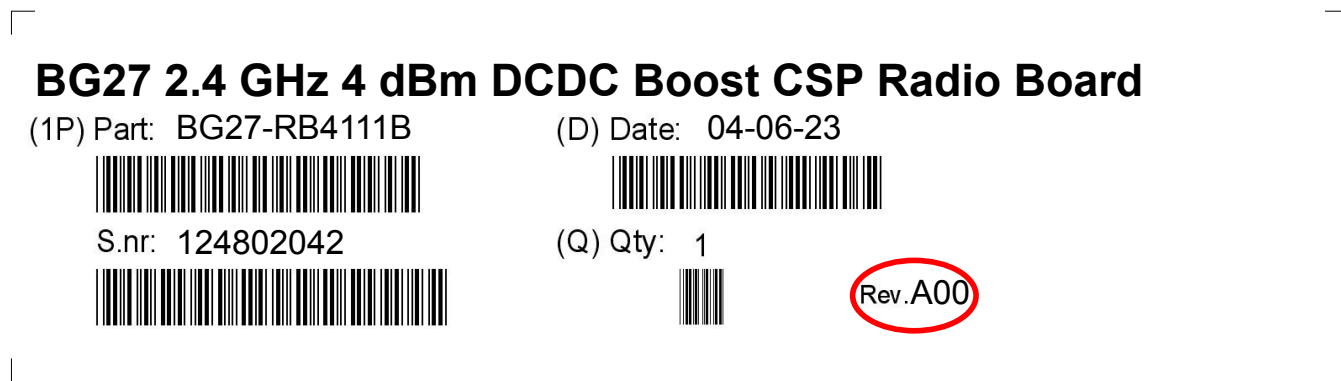 BG27 2.4 GHz 4 dBm DCDC Boost CSP Radio Board
(1P) Part: BG27-RB4111B (D) Date: 04-06-23
S.nr: 124802042 (Q) Qty: 1
Rev.A00